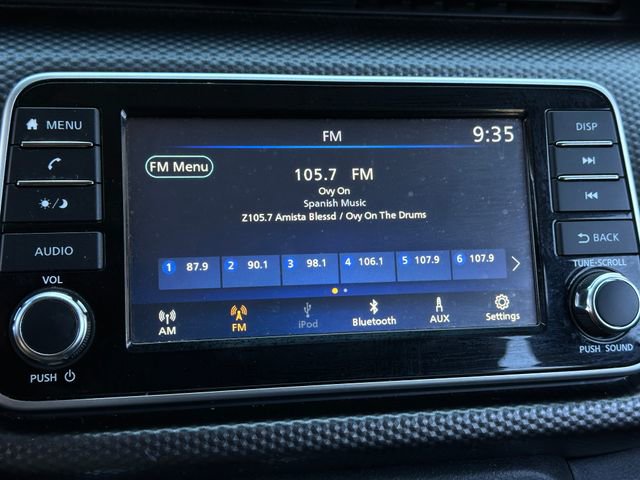 MENU
AUDIO
VOL
PUSH
FM
9:35
FM Menu
105.7 FM
Ovy On
Spanish Music
Z105.7 Amista Blessd / Ovy On The Drums
1 87.9 2 90.1 3 98.1 4 106.1 5 107.9 6 107.9
AM FM iPod Bluetooth AUX Settings
DISP
BACK
TUNE·SCROLL
PUSH SOUND